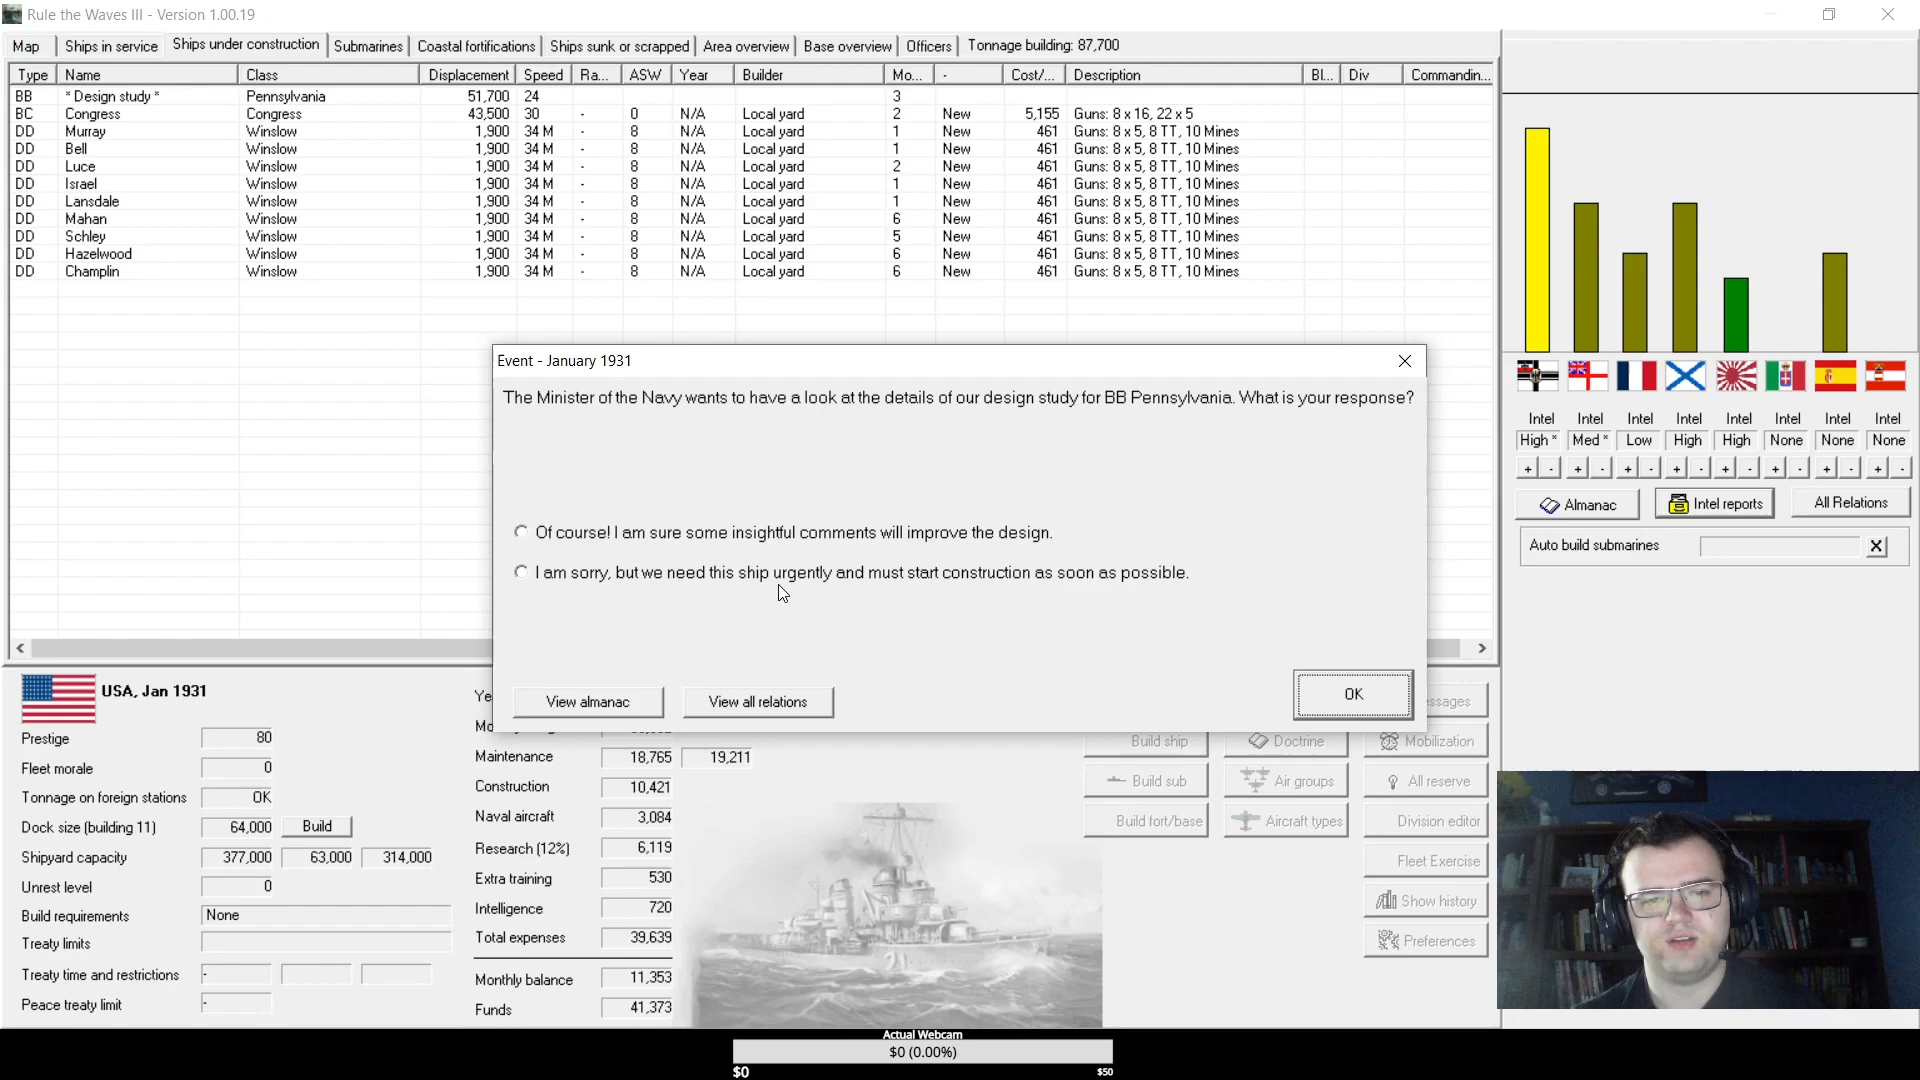 Rule the Waves III - Version 1.00.19
Map Ships in service Ships under construction Submarines Coastal fortifications Ships sunk or scrapped Area overview Base overview Officers Tonnage building: 87,700
Type Name Class Displacement Speed Ra... ASW Year Builder Mo... - Cost/... Description Bl... Div Commandin...
BB * Design study * Pennsylvania 51,700 24 3
BC Congress Congress 43,500 30 - 0 N/A Local yard 2 New 5,155 Guns: 8 x 16, 22 x 5
DD Murray Winslow 1,900 34 M - 8 N/A Local yard 1 New 461 Guns: 8 x 5, 8 TT, 10 Mines
DD Bell Winslow 1,900 34 M - 8 N/A Local yard 1 New 461 Guns: 8 x 5, 8 TT, 10 Mines
DD Luce Winslow 1,900 34 M - 8 N/A Local yard 2 New 461 Guns: 8 x 5, 8 TT, 10 Mines
DD Israel Winslow 1,900 34 M - 8 N/A Local yard 1 New 461 Guns: 8 x 5, 8 TT, 10 Mines
DD Lansdale Winslow 1,900 34 M - 8 N/A Local yard 1 New 461 Guns: 8 x 5, 8 TT, 10 Mines
DD Mahan Winslow 1,900 34 M - 8 N/A Local yard 6 New 461 Guns: 8 x 5, 8 TT, 10 Mines
DD Schley Winslow 1,900 34 M - 8 N/A Local yard 5 New 461 Guns: 8 x 5, 8 TT, 10 Mines
DD Hazelwood Winslow 1,900 34 M - 8 N/A Local yard 6 New 461 Guns: 8 x 5, 8 TT, 10 Mines
DD Champlin Winslow 1,900 34 M - 8 N/A Local yard 6 New 461 Guns: 8 x 5, 8 TT, 10 Mines
Event - January 1931
The Minister of the Navy wants to have a look at the details of our design study for BB Pennsylvania. What is your response?
Of course! I am sure some insightful comments will improve the design.
I am sorry, but we need this ship urgently and must start construction as soon as possible.
View almanac View all relations OK
Intel Intel Intel Intel Intel Intel Intel Intel
High * Med * Low High High None None None
+ - + - + - + - + - + - + - + -
Almanac Intel reports All Relations
Auto build submarines X
USA, Jan 1931
Prestige 80
Fleet morale 0
Tonnage on foreign stations OK
Dock size (building 11) 64,000 Build
Shipyard capacity 377,000 63,000 314,000
Unrest level 0
Build requirements None
Treaty limits
Treaty time and restrictions -
Peace treaty limit -
Ye
Mo
Maintenance 18,765 19,211
Construction 10,421
Naval aircraft 3,084
Research (12%) 6,119
Extra training 530
Intelligence 720
Total expenses 39,639
Monthly balance 11,353
Funds 41,373
ssages
Build ship Doctrine Mobilization
Build sub Air groups All reserve
Build fort/base Aircraft types Division editor
Fleet Exercise
Show history
Preferences
Actual Webcam
$0 (0.00%)
$0 $50